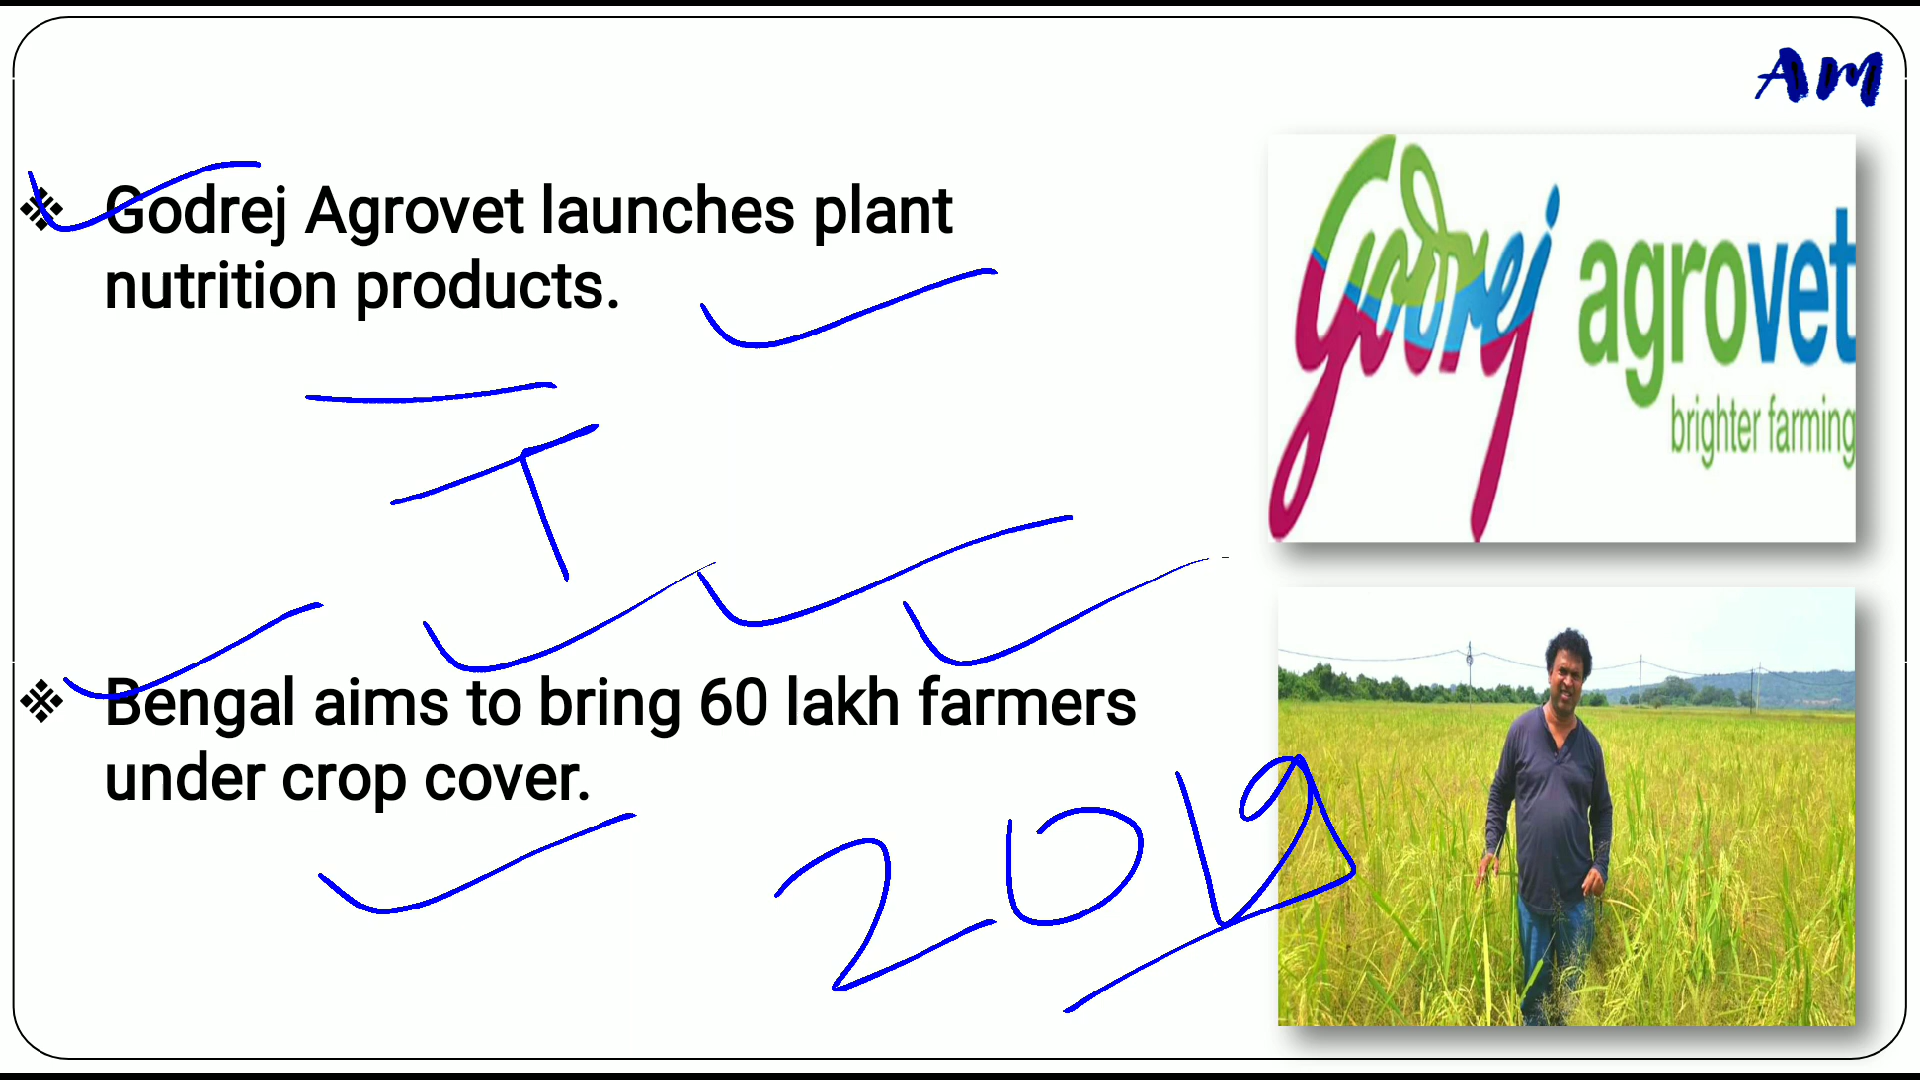 AM
❖ Godrej Agrovet launches plant
nutrition products.
Godrej agrovet
brighter farming
T
❖ Bengal aims to bring 60 lakh farmers
under crop cover.
2019